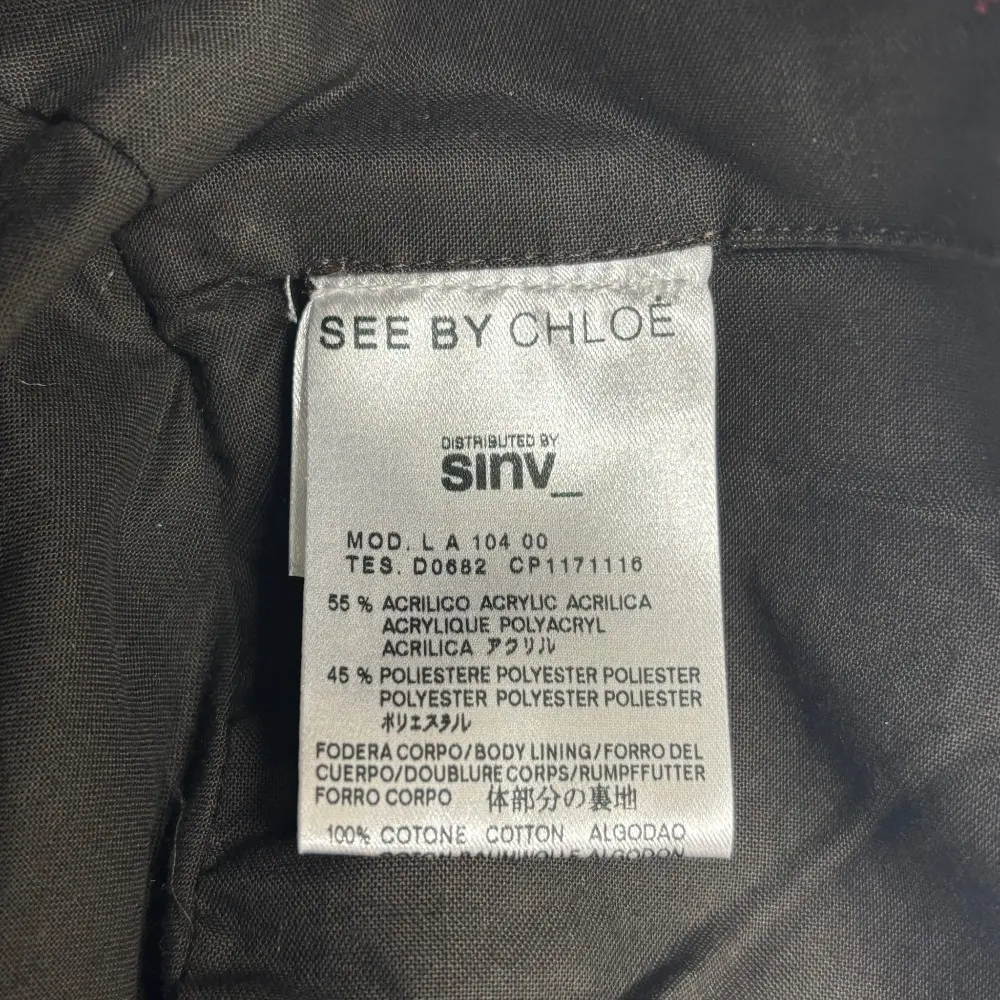 SEE BY CHLOÉ
DISTRIBUTED BY
sinv_
MOD. L A 104 00
TES. D0682 CP1171116
55 % ACRILICO ACRYLIC ACRILICA
ACRYLIQUE POLYACRYL
ACRILICA アクリル
45 % POLIESTERE POLYESTER POLIESTER
POLYESTER POLYESTER POLIESTER
ポリエステル
FODERA CORPO/BODY LINING/FORRO DEL
CUERPO/DOUBLURE CORPS/RUMPFFUTTER
FORRO CORPO 体部分の裏地
100% COTONE COTTON ALGODAO